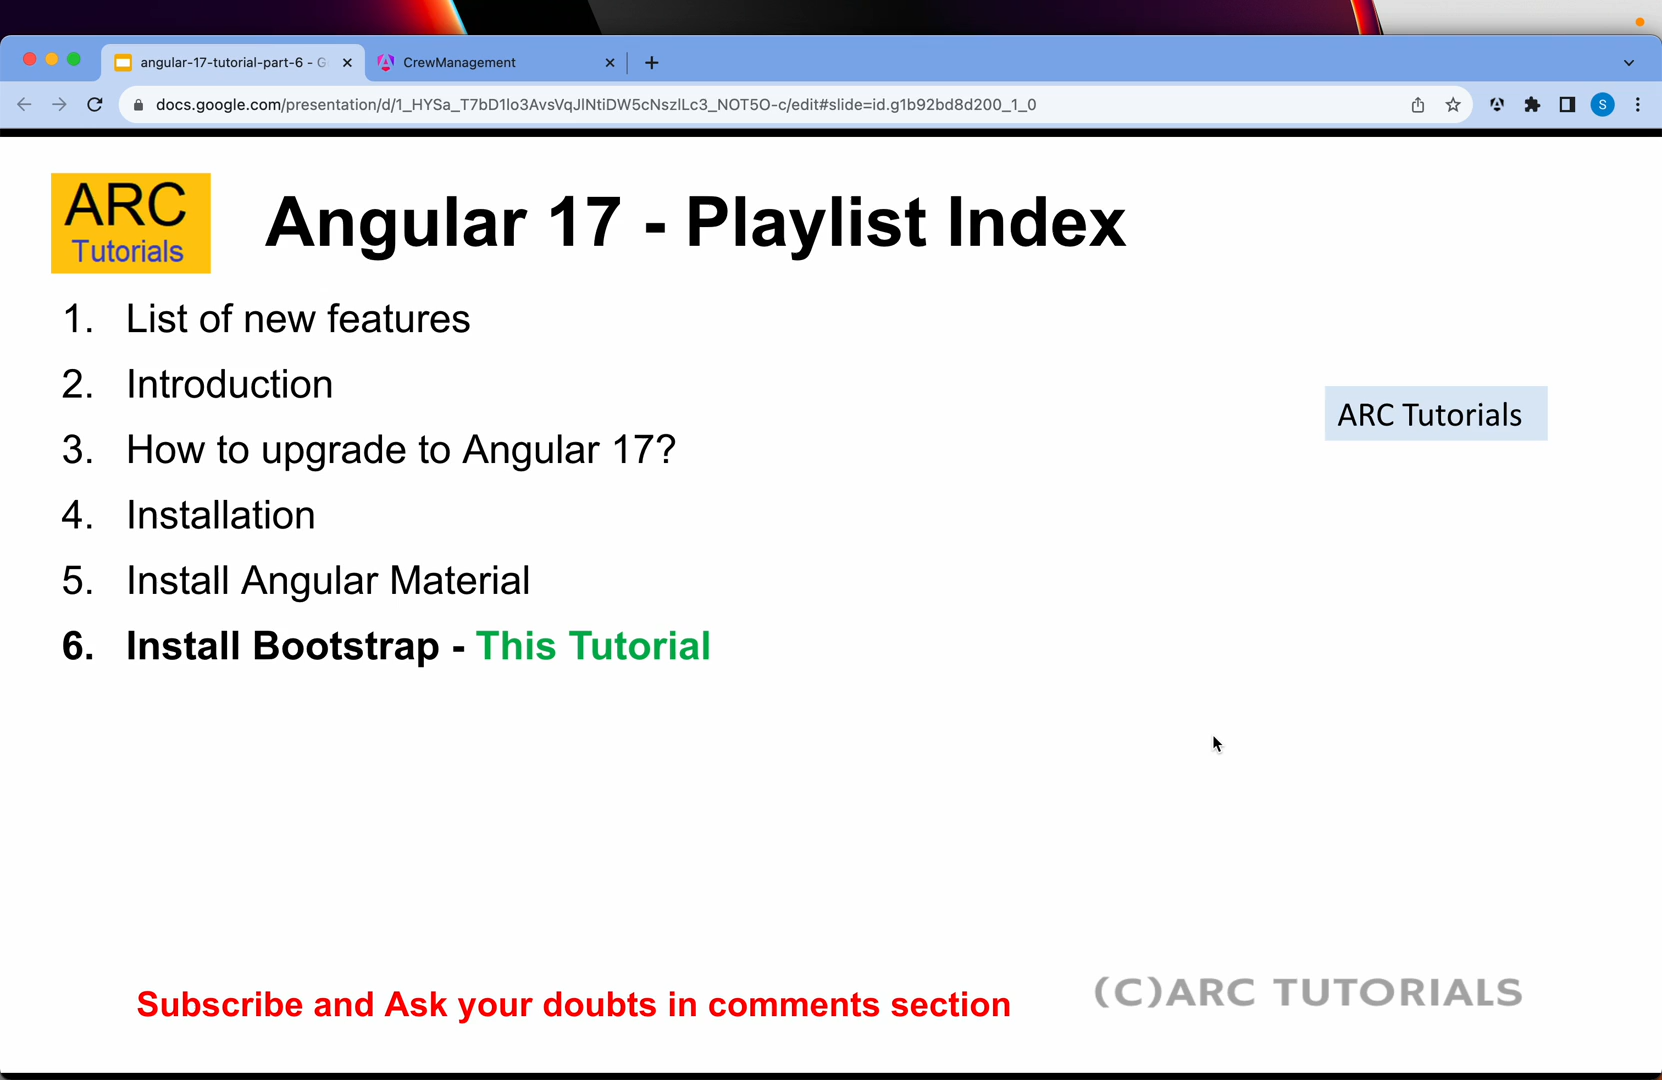 angular-17-tutorial-part-6 - G
CrewManagement
docs.google.com/presentation/d/1_HYSa_T7bD1Io3AvsVqJlNtiDW5cNszlLc3_NOT5O-c/edit#slide=id.g1b92bd8d200_1_0
S
ARC
Tutorials
Angular 17 - Playlist Index
1. List of new features
2. Introduction
3. How to upgrade to Angular 17?
4. Installation
5. Install Angular Material
6. Install Bootstrap - This Tutorial
ARC Tutorials
Subscribe and Ask your doubts in comments section
(C)ARC TUTORIALS